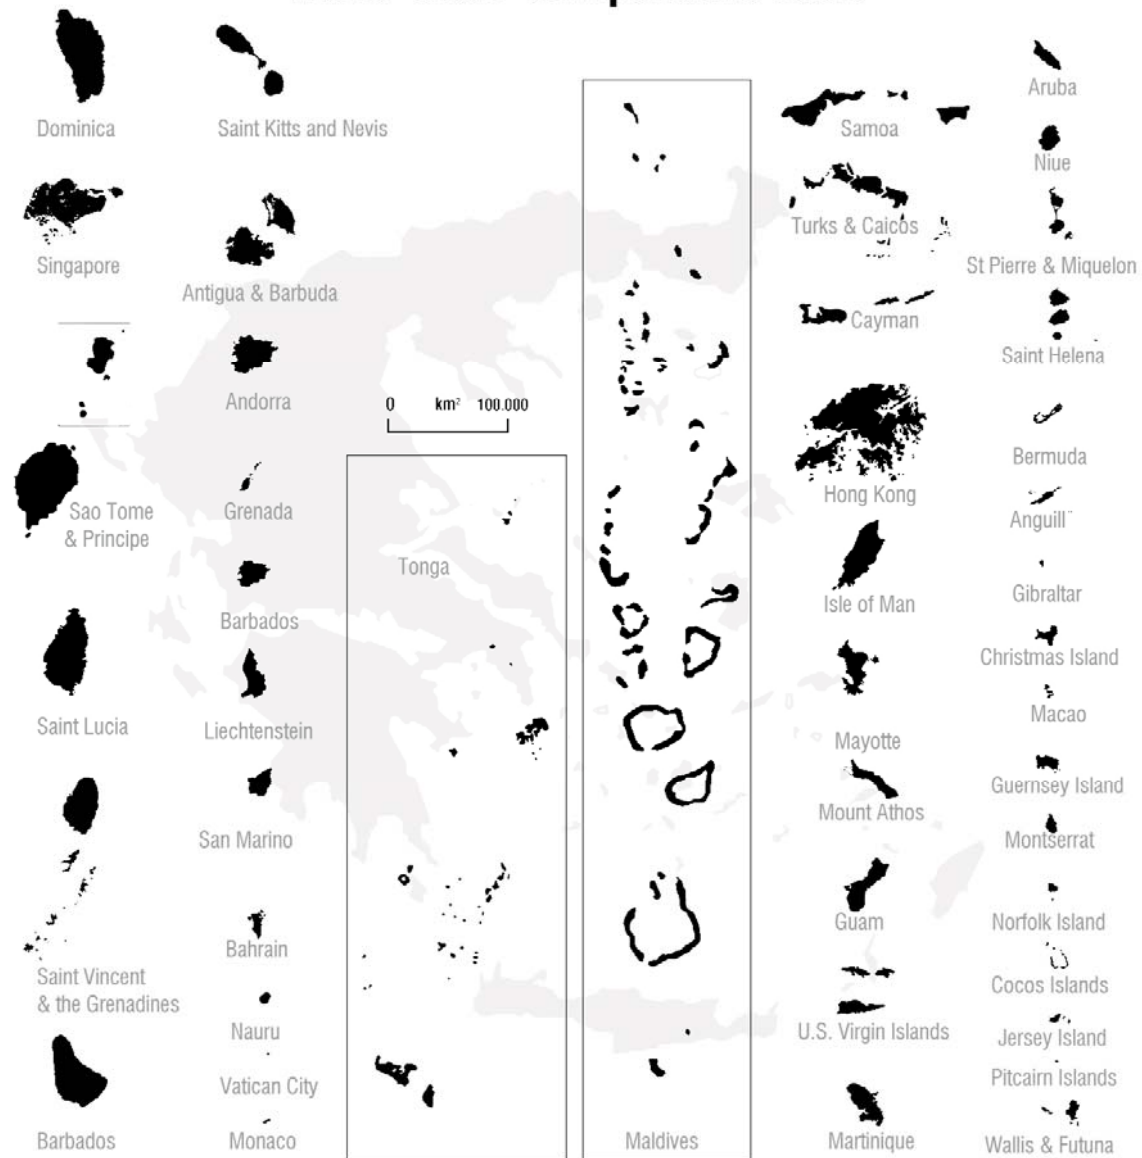 Dominica
Saint Kitts and Nevis
Singapore
Antigua & Barbuda
Andorra
Sao Tome
& Principe
Grenada
Barbados
Saint Lucia
Liechtenstein
San Marino
Saint Vincent
& the Grenadines
Bahrain
Nauru
Vatican City
Barbados
Monaco
0 km² 100.000
Tonga
Maldives
Samoa
Turks & Caicos
Cayman
Hong Kong
Isle of Man
Mayotte
Mount Athos
Guam
U.S. Virgin Islands
Martinique
Aruba
Niue
St Pierre & Miquelon
Saint Helena
Bermuda
Anguill
Gibraltar
Christmas Island
Macao
Guernsey Island
Montserrat
Norfolk Island
Cocos Islands
Jersey Island
Pitcairn Islands
Wallis & Futuna